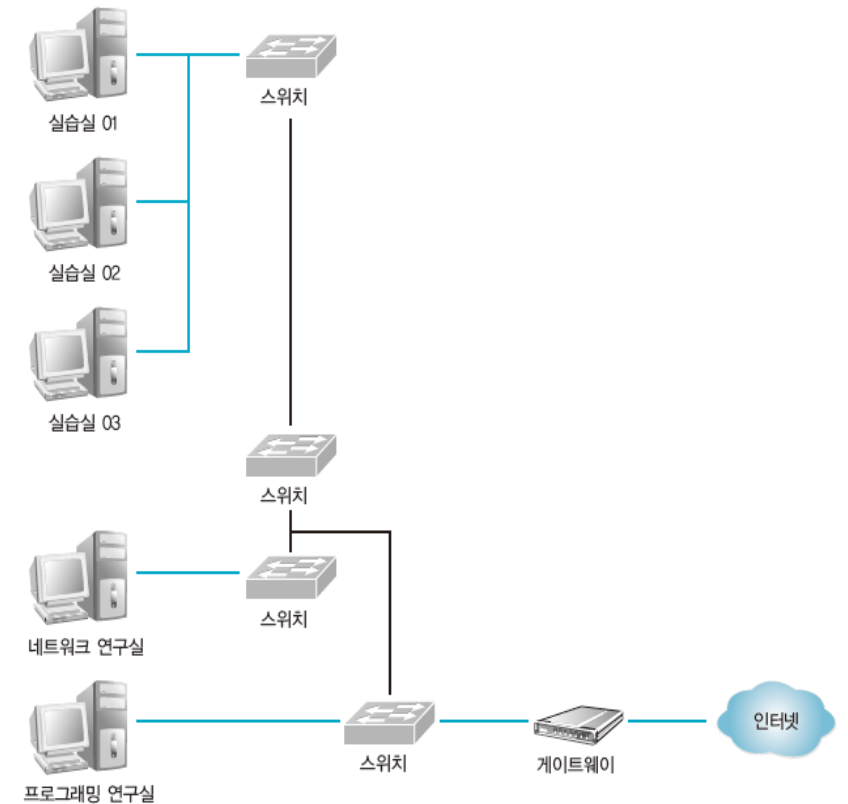 스위치
실습실 01
실습실 02
실습실 03
스위치
스위치
네트워크 연구실
인터넷
스위치
게이트웨이
프로그래밍 연구실